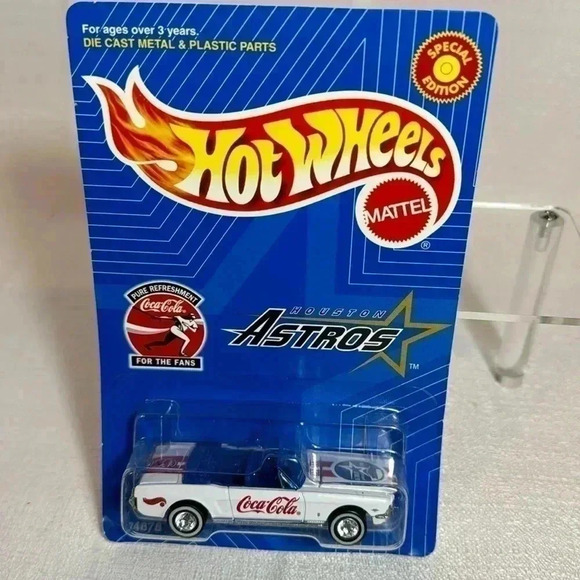 For ages over 3 years.
DIE CAST METAL & PLASTIC PARTS
SPECIAL
EDITION
HOT WHEELS
MATTEL
®
PURE REFRESHMENT
Coca-Cola
FOR THE FANS
HOUSTON
ASTROS
TM
Coca-Cola